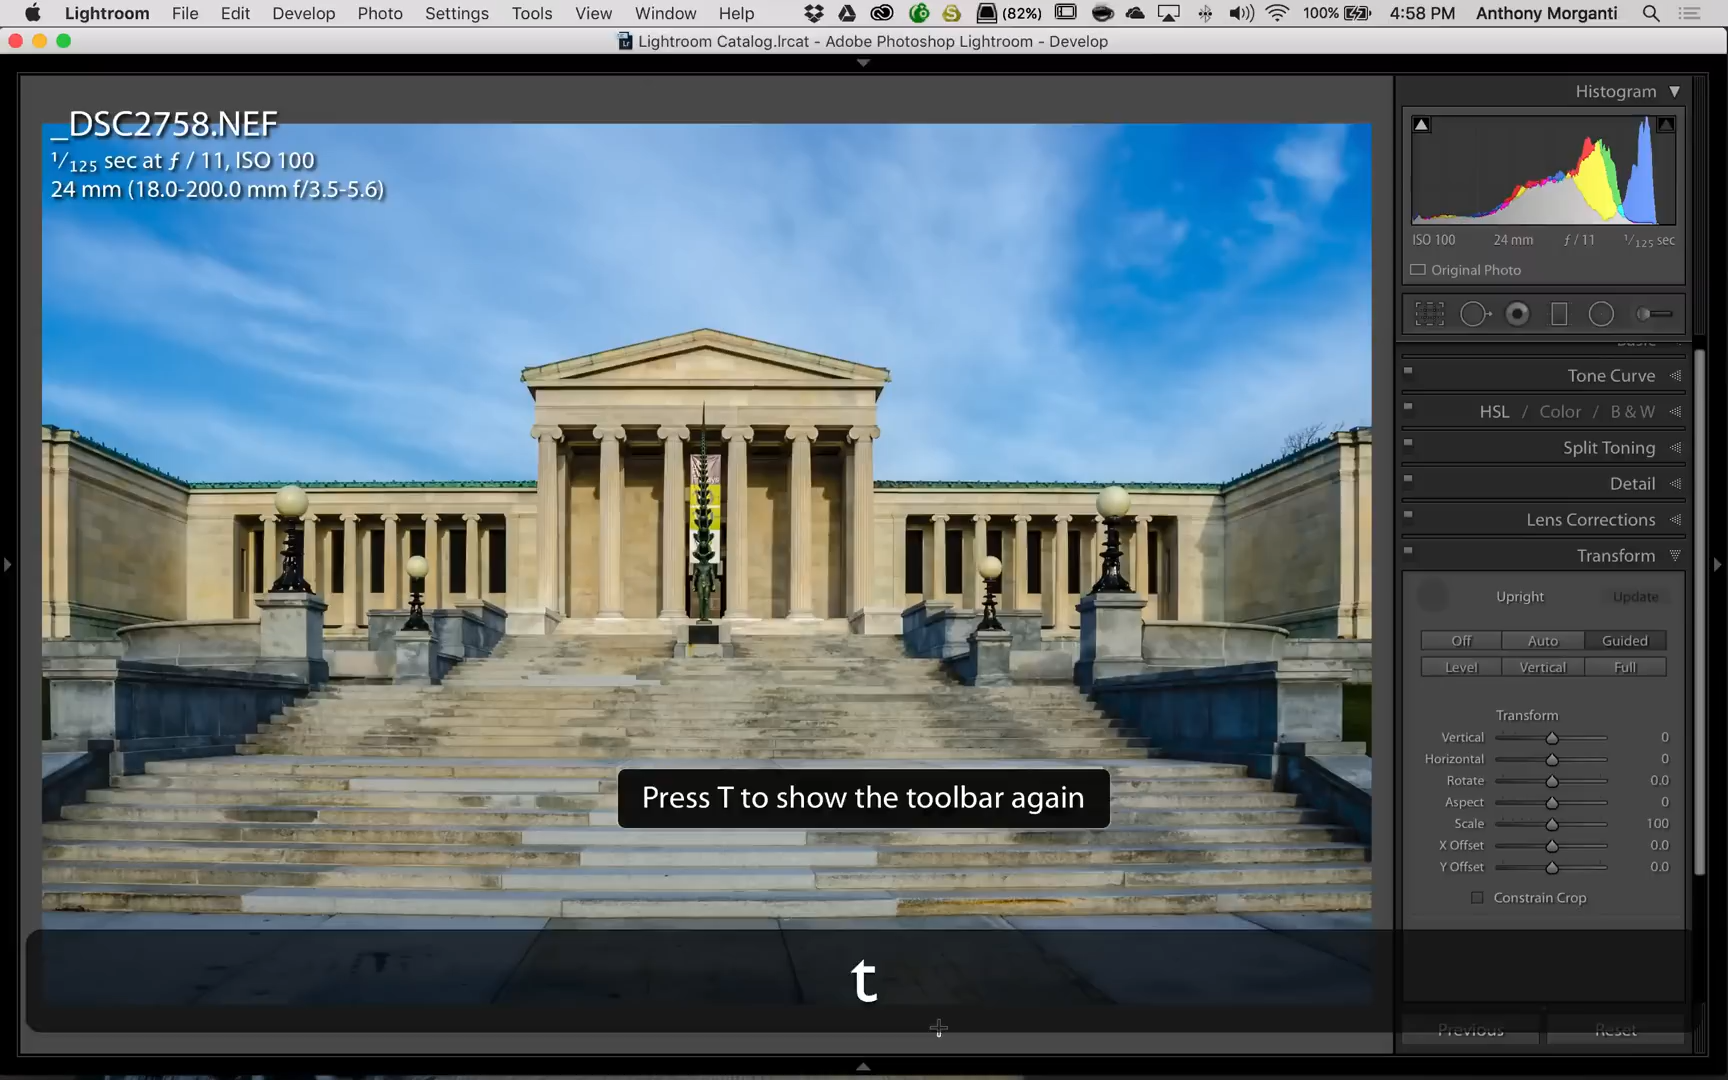 Lightroom File Edit Develop Photo Settings Tools View Window Help (82%) 100% 4:58 PM Anthony Morganti
Lightroom Catalog.lrcat - Adobe Photoshop Lightroom - Develop
Histogram
_DSC2758.NEF
1/125 sec at ƒ / 11, ISO 100
24 mm (18.0-200.0 mm f/3.5-5.6)
ISO 100 24 mm ƒ / 11 1/125 sec
Original Photo
Basic
Tone Curve
HSL / Color / B & W
Split Toning
Detail
Lens Corrections
Transform
Upright Update
Off Auto Guided
Level Vertical Full
Transform
Vertical 0
Horizontal 0
Rotate 0.0
Aspect 0
Scale 100
X Offset 0.0
Y Offset 0.0
Constrain Crop
Press T to show the toolbar again
t
Previous Reset